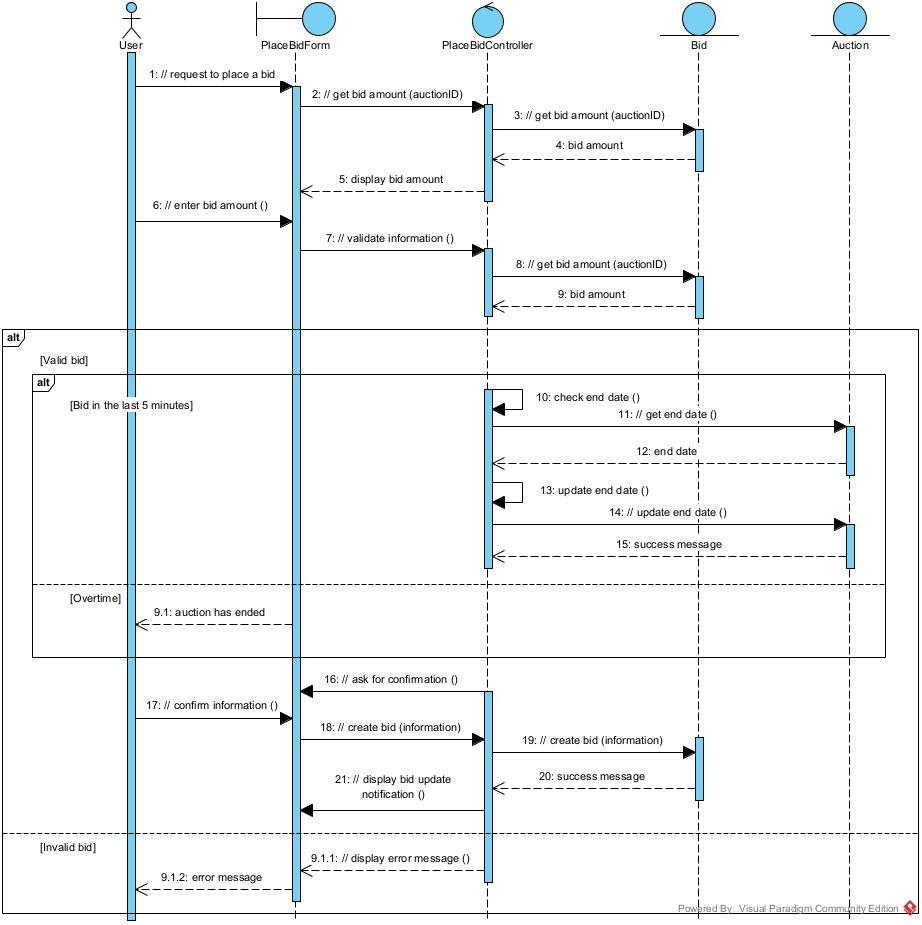 User
PlaceBidForm
PlaceBidController
Bid
Auction
1: // request to place a bid
2: // get bid amount (auctionID)
3: // get bid amount (auctionID)
4: bid amount
5: display bid amount
6: // enter bid amount ()
7: // validate information ()
8: // get bid amount (auctionID)
9: bid amount
alt
[Valid bid]
alt
[Bid in the last 5 minutes]
10: check end date ()
11: // get end date ()
12: end date
13: update end date ()
14: // update end date ()
15: success message
[Overtime]
9.1: auction has ended
16: // ask for confirmation ()
17: // confirm information ()
18: // create bid (information)
19: // create bid (information)
20: success message
21: // display bid update
notification ()
[Invalid bid]
9.1.1: // display error message ()
9.1.2: error message
Powered By: Visual Paradigm Community Edition